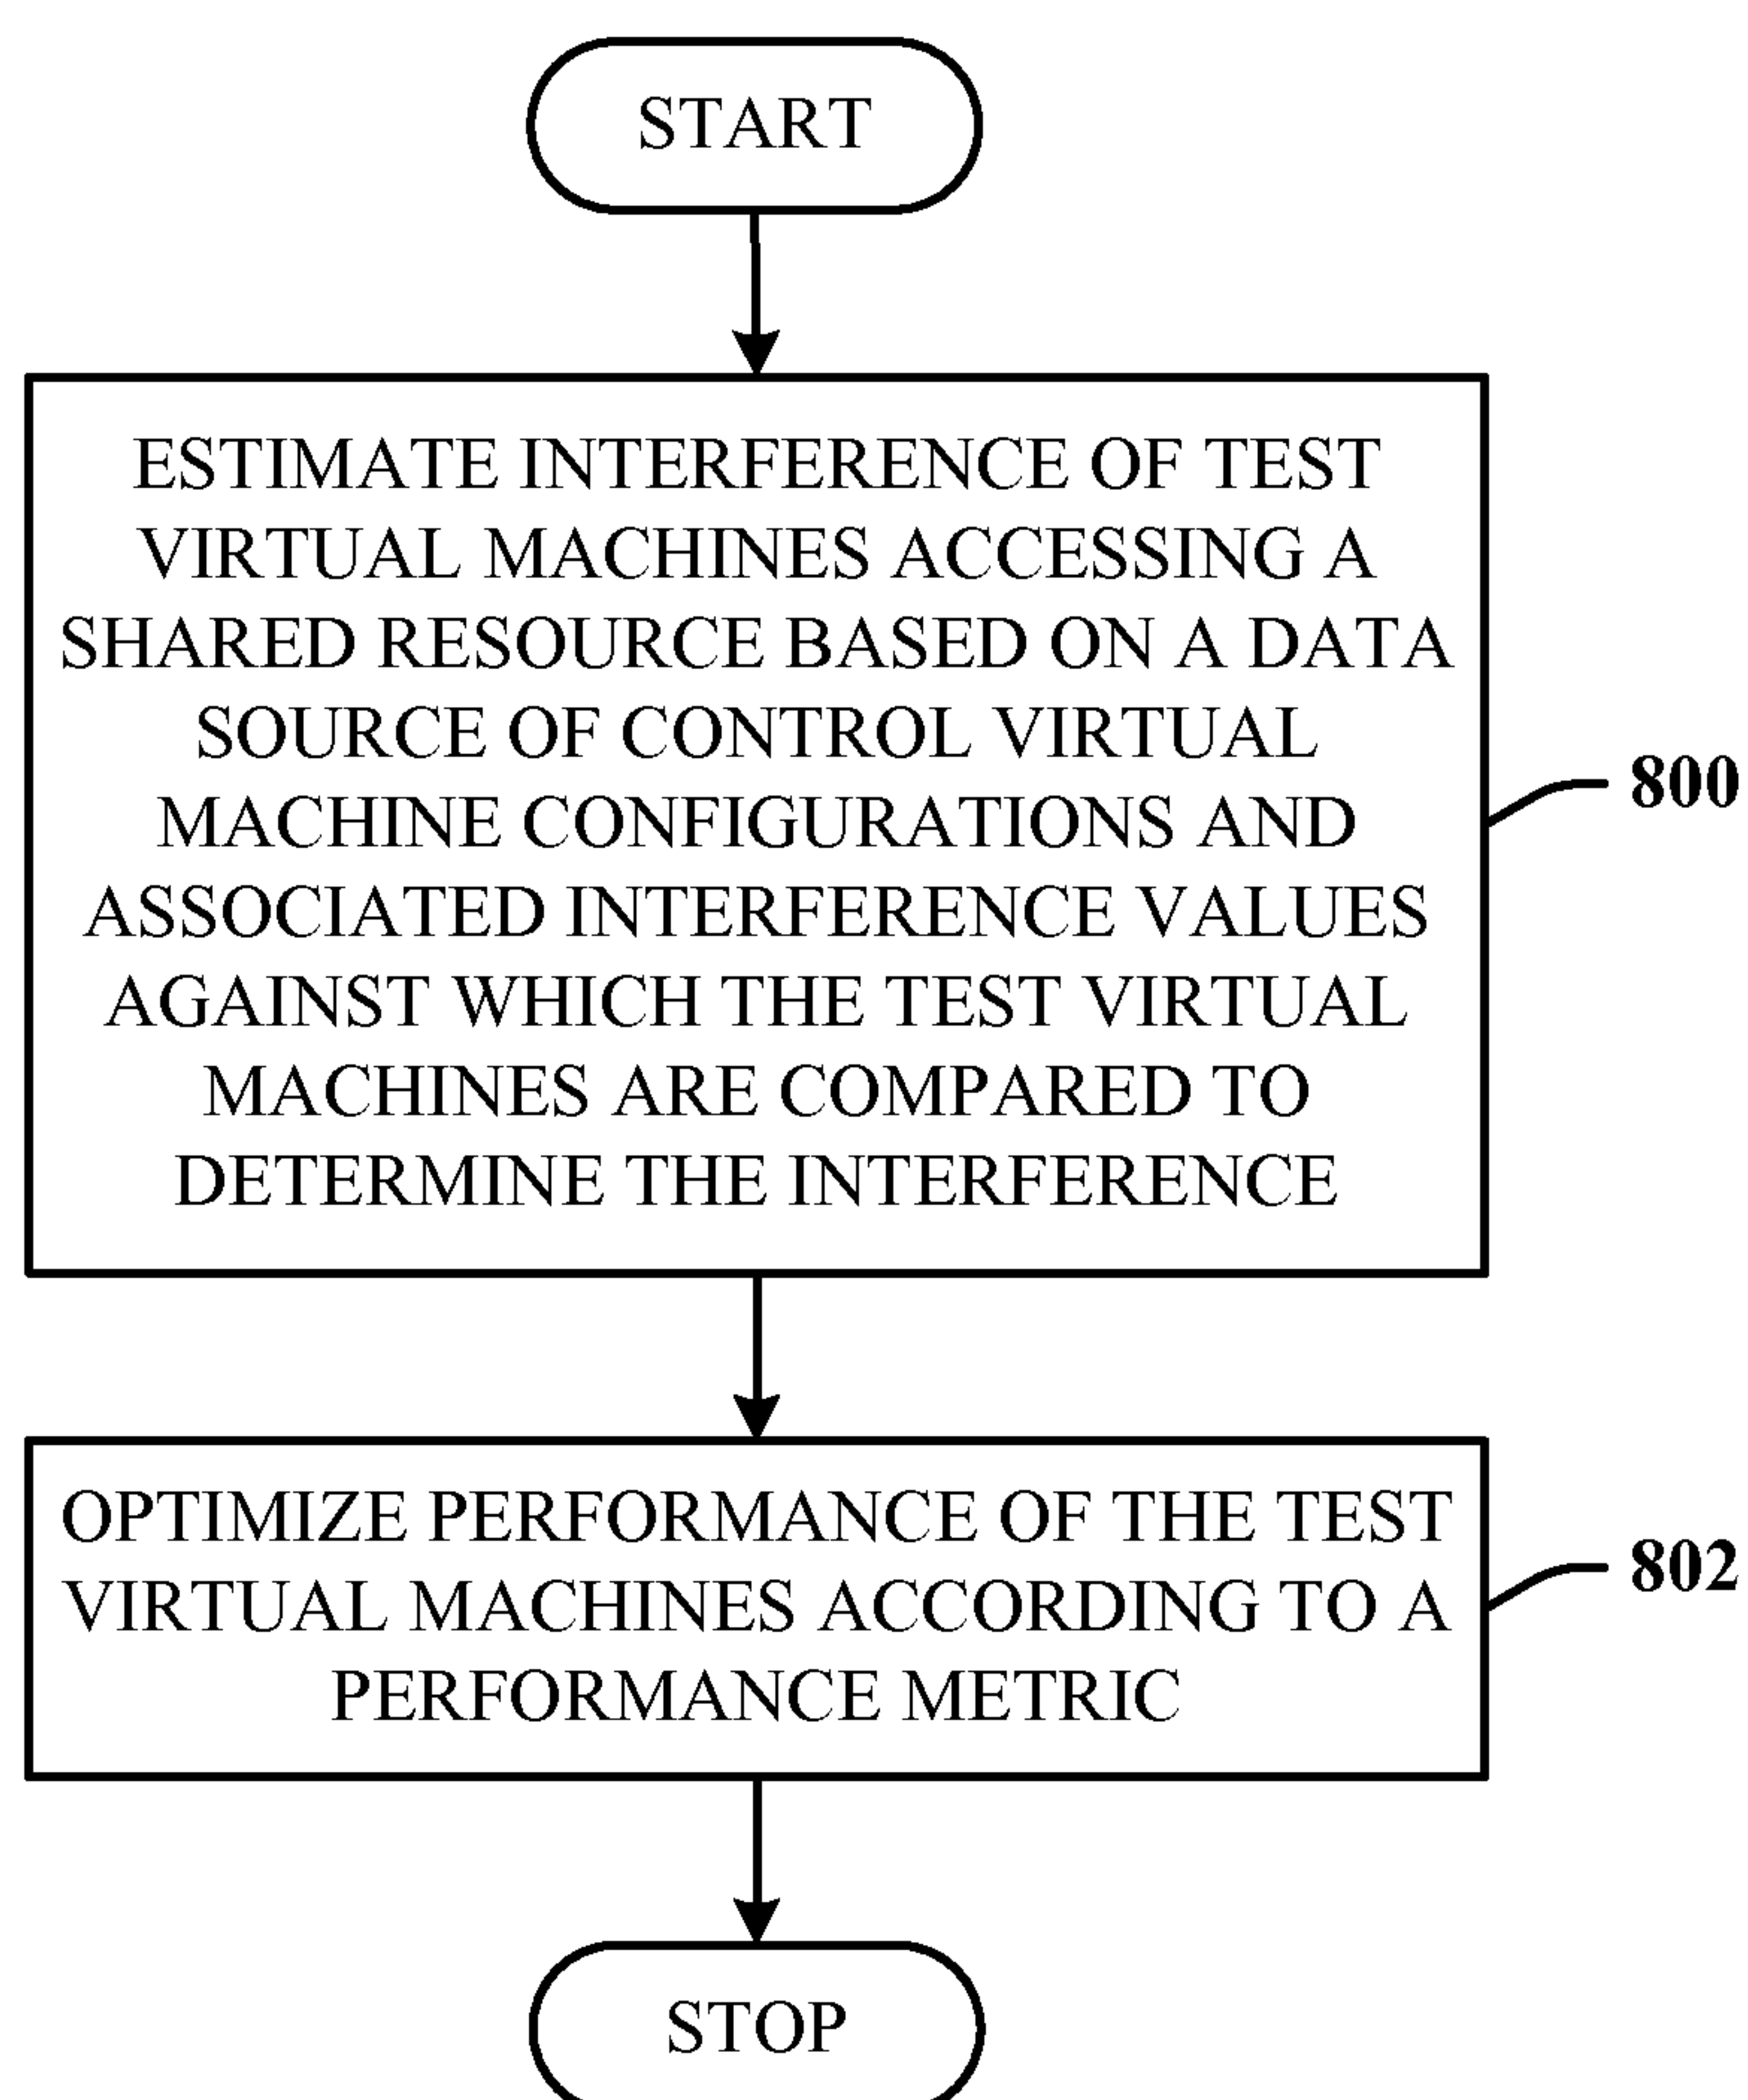 START
ESTIMATE INTERFERENCE OF TEST
VIRTUAL MACHINES ACCESSING A
SHARED RESOURCE BASED ON A DATA
SOURCE OF CONTROL VIRTUAL
MACHINE CONFIGURATIONS AND
ASSOCIATED INTERFERENCE VALUES
AGAINST WHICH THE TEST VIRTUAL
MACHINES ARE COMPARED TO
DETERMINE THE INTERFERENCE
800
OPTIMIZE PERFORMANCE OF THE TEST
VIRTUAL MACHINES ACCORDING TO A
PERFORMANCE METRIC
802
STOP